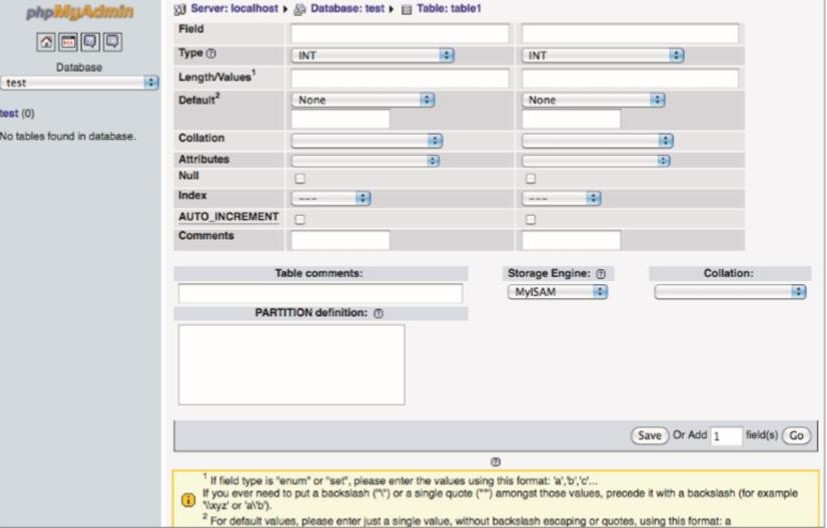 phpMyAdmin
Database
test
test (0)
No tables found in database.
Server: localhost ▸ Database: test ▸ Table: table1
Field
Type INT INT
Length/Values1
Default2 None None
Collation
Attributes
Null
Index --- ---
AUTO_INCREMENT
Comments
Table comments: Storage Engine: Collation:
MyISAM
PARTITION definition:
Save Or Add 1 field(s) Go
1 If field type is "enum" or "set", please enter the values using this format: 'a','b','c'...
If you ever need to put a backslash ("\") or a single quote ("'") amongst those values, precede it with a backslash (for example
'\\xyz' or 'a\'b').
2 For default values, please enter just a single value, without backslash escaping or quotes, using this format: a